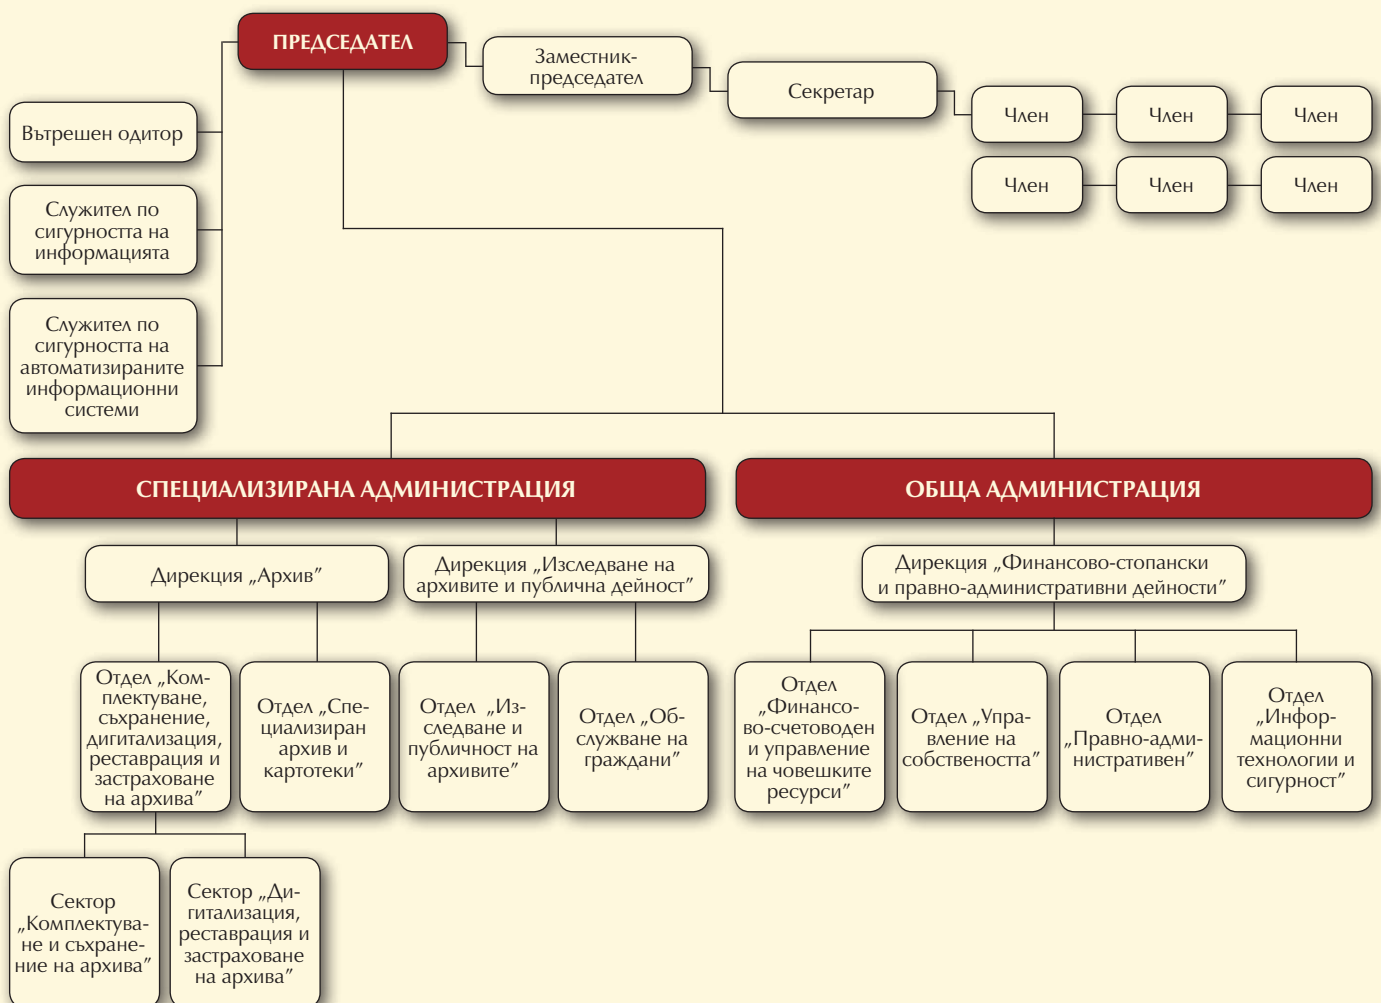 ПРЕДСЕДАТЕЛ
Заместник-
председател
Секретар
Член
Член
Член
Член
Член
Член
Вътрешен одитор
Служител по
сигурността на
информацията
Служител по
сигурността на
автоматизираните
информационни
системи
СПЕЦИАЛИЗИРАНА АДМИНИСТРАЦИЯ
ОБЩА АДМИНИСТРАЦИЯ
Дирекция „Архив”
Дирекция „Изследване на
архивите и публична дейност”
Дирекция „Финансово-стопански
и правно-административни дейности”
Отдел „Ком-
плектуване,
съхранение,
дигитализация,
реставрация и
застраховане
на архива”
Отдел „Спе-
циализиран
архив и
картотеки”
Отдел „Из-
следване и
публичност на
архивите”
Отдел „Об-
служване на
граждани”
Отдел
„Финансо-
во-счетоводен
и управление
на човешките
ресурси”
Отдел „Упра-
вление на
собствеността”
Отдел
„Правно-адми-
нистративен”
Отдел
„Инфор-
мационни
технологии и
сигурност”
Сектор
„Комплектува-
не и съхране-
ние на архива”
Сектор „Ди-
гитализация,
реставрация и
застраховане
на архива”